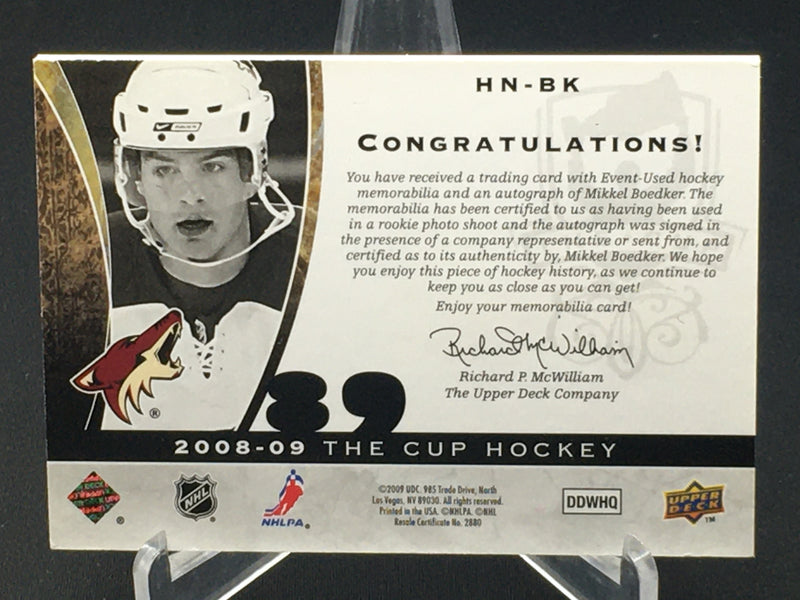 HN-BK
CONGRATULATIONS!
You have received a trading card with Event-Used hockey
memorabilia and an autograph of Mikkel Boedker. The
memorabilia has been certified to us as having been used
in a rookie photo shoot and the autograph was signed in
the presence of a company representative or sent from, and
certified as to its authenticity by, Mikkel Boedker. We hope
you enjoy this piece of hockey history, as we continue to
keep you as close as you can get!
Enjoy your memorabilia card!
Richard McWilliam
Richard P. McWilliam
The Upper Deck Company
89
2008-09 THE CUP HOCKEY
®
NHL
NHLPA®
©2009 UDC. 985 Trade Drive, North
Las Vegas, NV 89030. All rights reserved.
Printed in the USA. ©NHLPA. ©NHL
Resale Certificate No. 2880
DDWHQ
UPPER
DECK
™